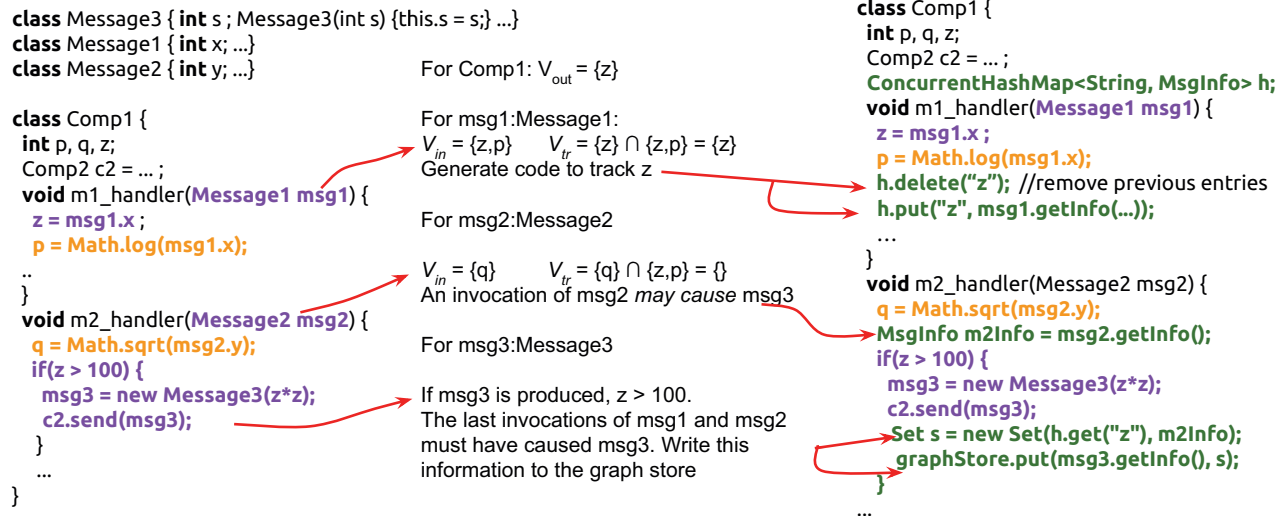 class Message3 { int s ; Message3(int s) {this.s = s;} ...}
class Message1 { int x; ...}
class Message2 { int y; ...}
class Comp1 {
int p, q, z;
Comp2 c2 = ... ;
void m1_handler(Message1 msg1) {
z = msg1.x ;
p = Math.log(msg1.x);
..
}
void m2_handler(Message2 msg2) {
q = Math.sqrt(msg2.y);
if(z > 100) {
msg3 = new Message3(z*z);
c2.send(msg3);
}
...
}
For Comp1: Vout = {z}
For msg1:Message1:
Vin = {z,p} Vtr = {z} ∩ {z,p} = {z}
Generate code to track z
For msg2:Message2
Vin = {q} Vtr = {q} ∩ {z,p} = {}
An invocation of msg2 may cause msg3
For msg3:Message3
If msg3 is produced, z > 100.
The last invocations of msg1 and msg2
must have caused msg3. Write this
information to the graph store
class Comp1 {
int p, q, z;
Comp2 c2 = ... ;
ConcurrentHashMap<String, MsgInfo> h;
void m1_handler(Message1 msg1) {
z = msg1.x ;
p = Math.log(msg1.x);
h.delete(“z”); //remove previous entries
h.put("z", msg1.getInfo(...));
...
}
void m2_handler(Message2 msg2) {
q = Math.sqrt(msg2.y);
MsgInfo m2Info = msg2.getInfo();
if(z > 100) {
msg3 = new Message3(z*z);
c2.send(msg3);
Set s = new Set(h.get("z"), m2Info);
graphStore.put(msg3.getInfo(), s);
}
...